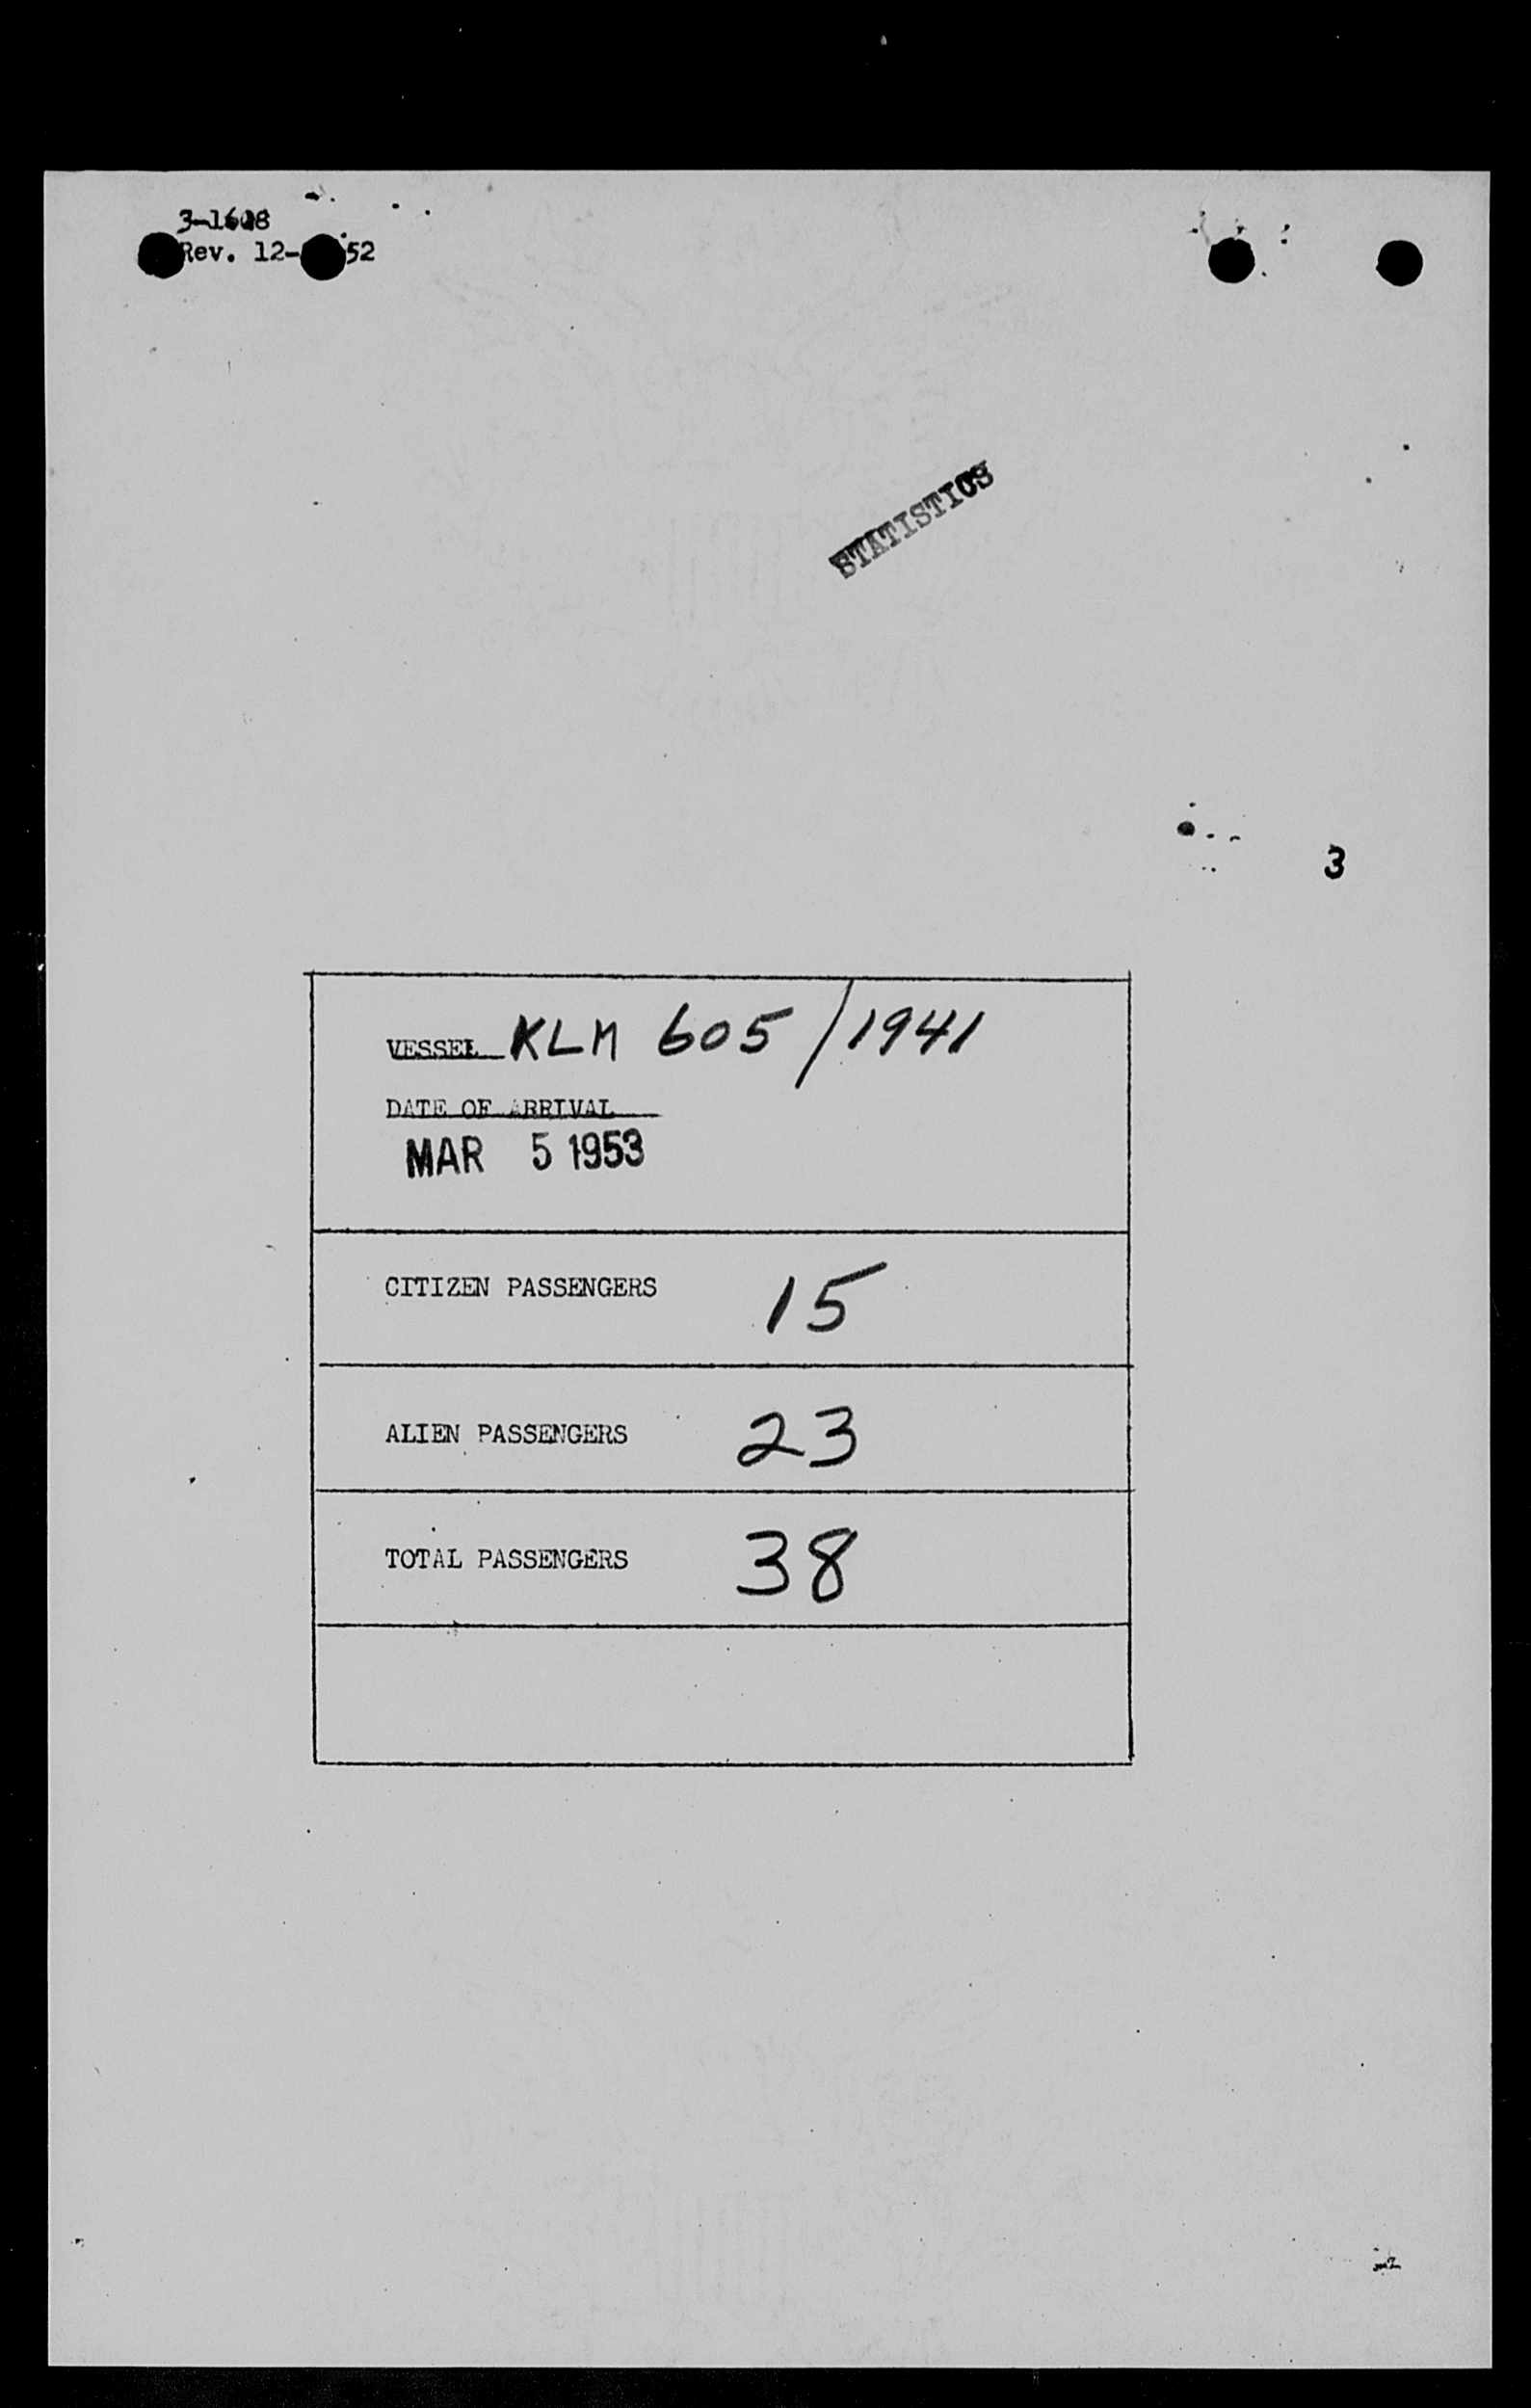 3-1608
Rev. 12- 52
STATISTICS
3
VESSEL KLM 605/1941
DATE OF ARRIVAL
MAR 5 1953
CITIZEN PASSENGERS 15
ALIEN PASSENGERS 23
TOTAL PASSENGERS 38